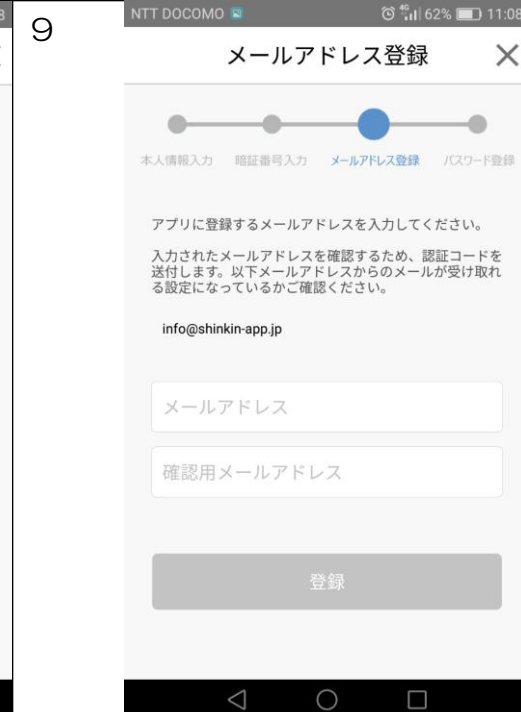 9
NTT DOCOMO 4G 62% 11:08
メールアドレス登録
本人情報入力 暗証番号入力 メールアドレス登録 パスワード登録
アプリに登録するメールアドレスを入力してください。
入力されたメールアドレスを確認するため、認証コードを
送付します。以下メールアドレスからのメールが受け取れ
る設定になっているかご確認ください。
info@shinkin-app.jp
メールアドレス
確認用メールアドレス
登録